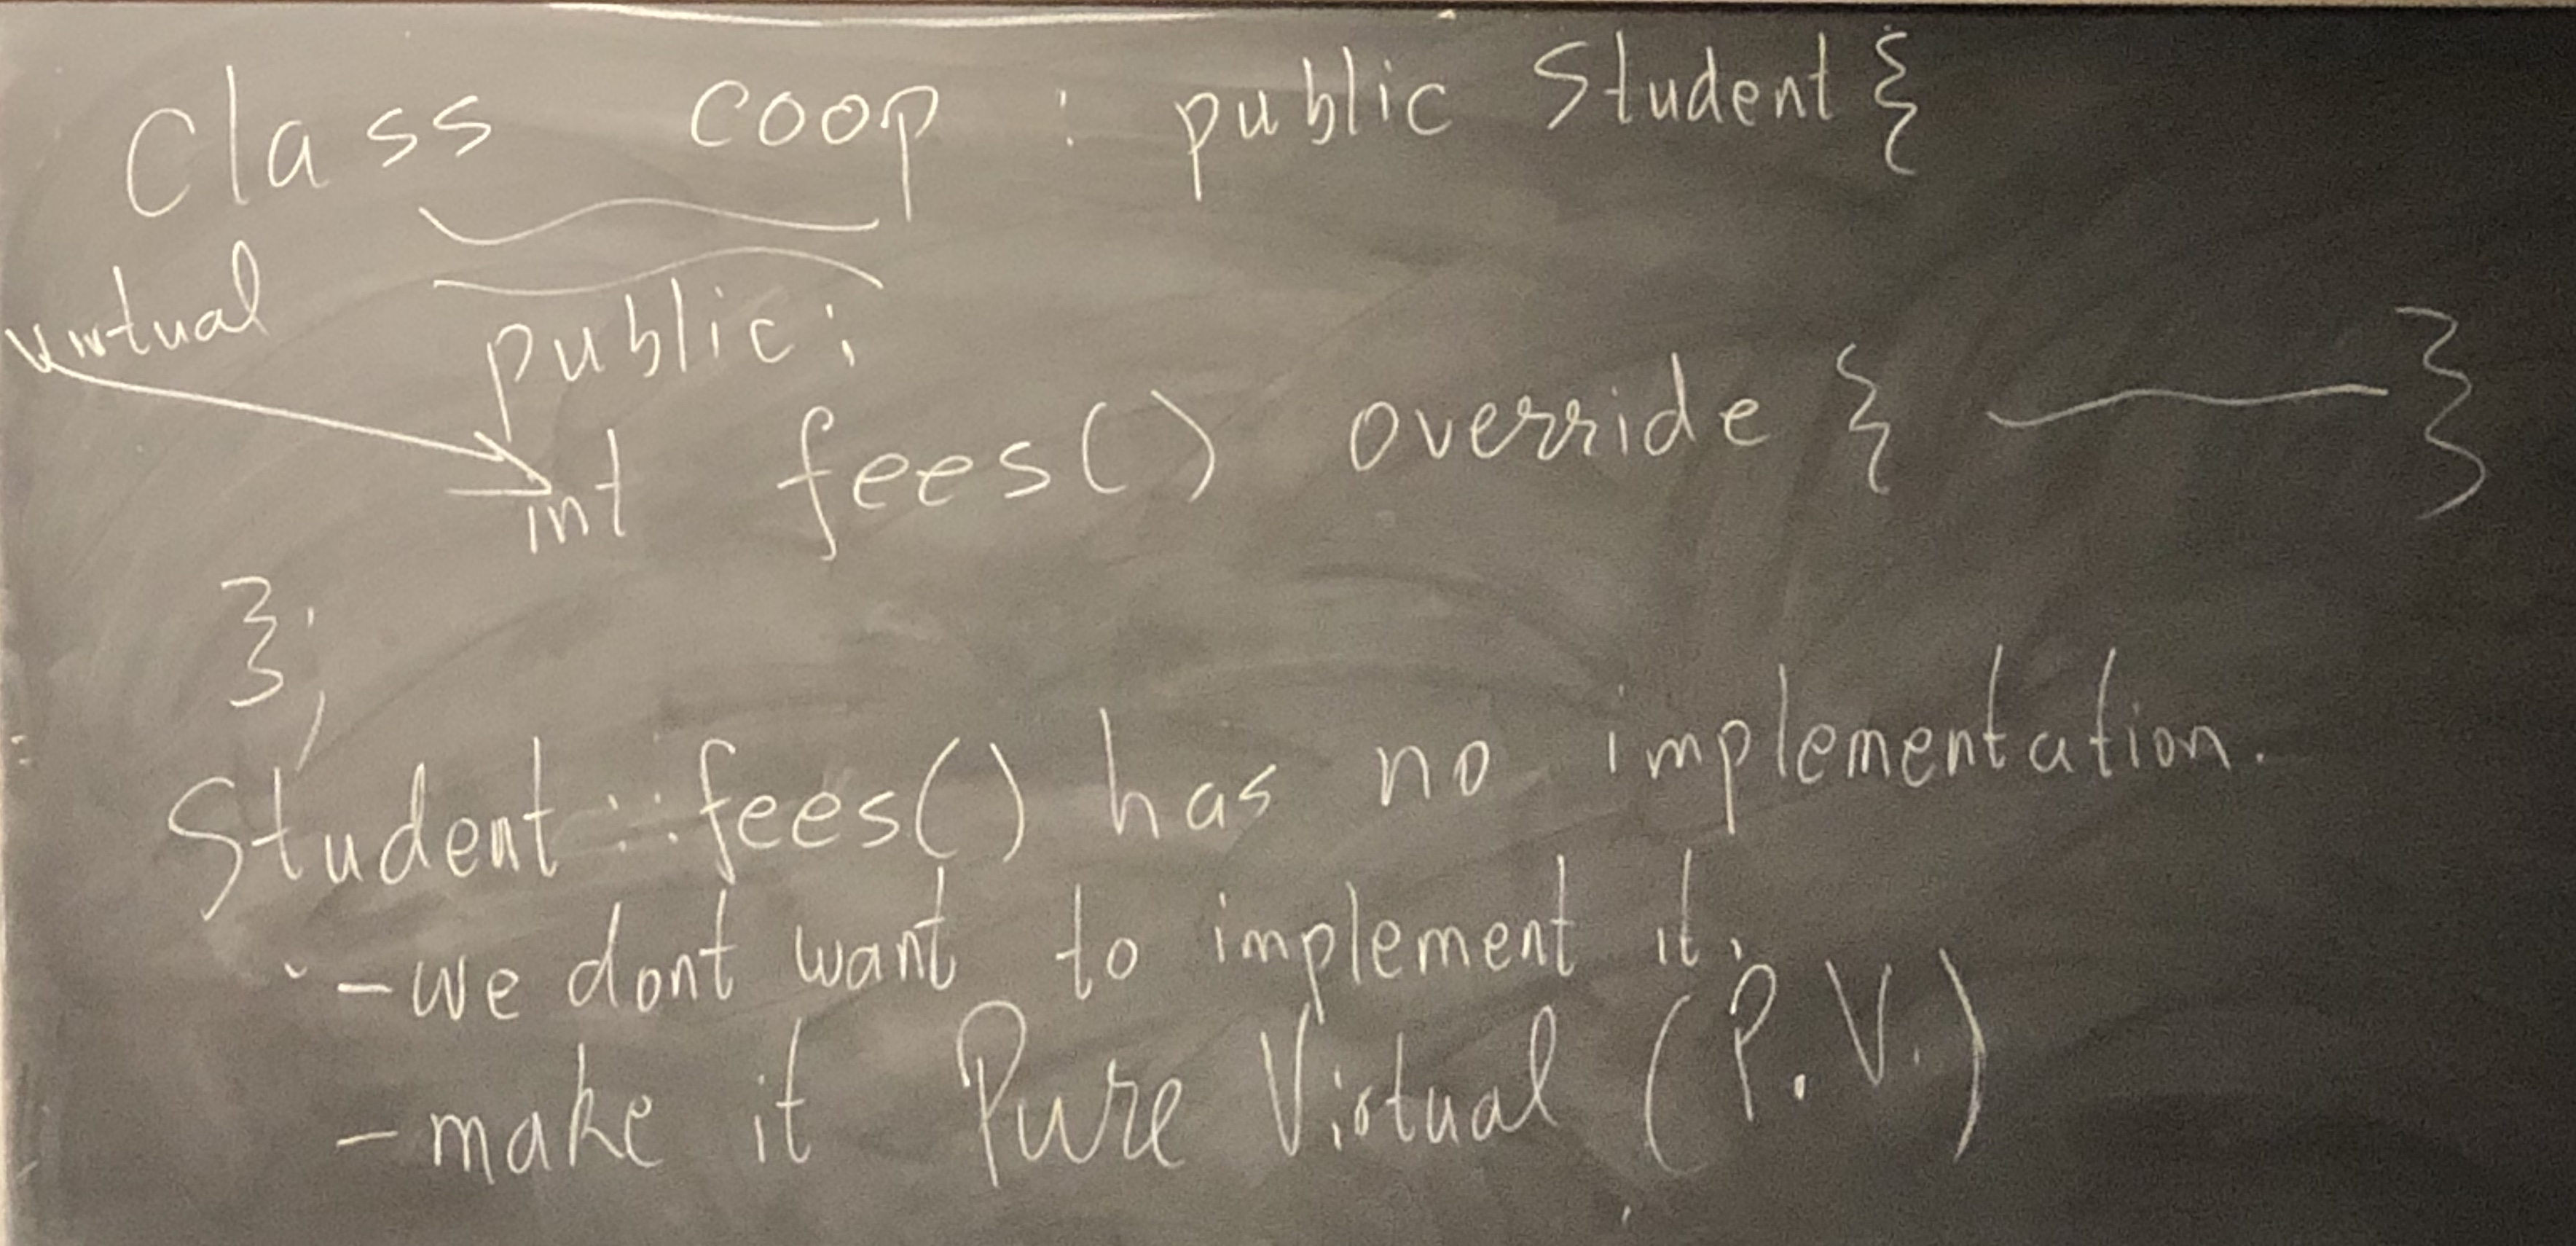 Class coop : public Student {
virtual
public:
int fees() override { }
};
Student::fees() has no implementation.
- we dont want to implement it.
- make it Pure Virtual (P.V.)